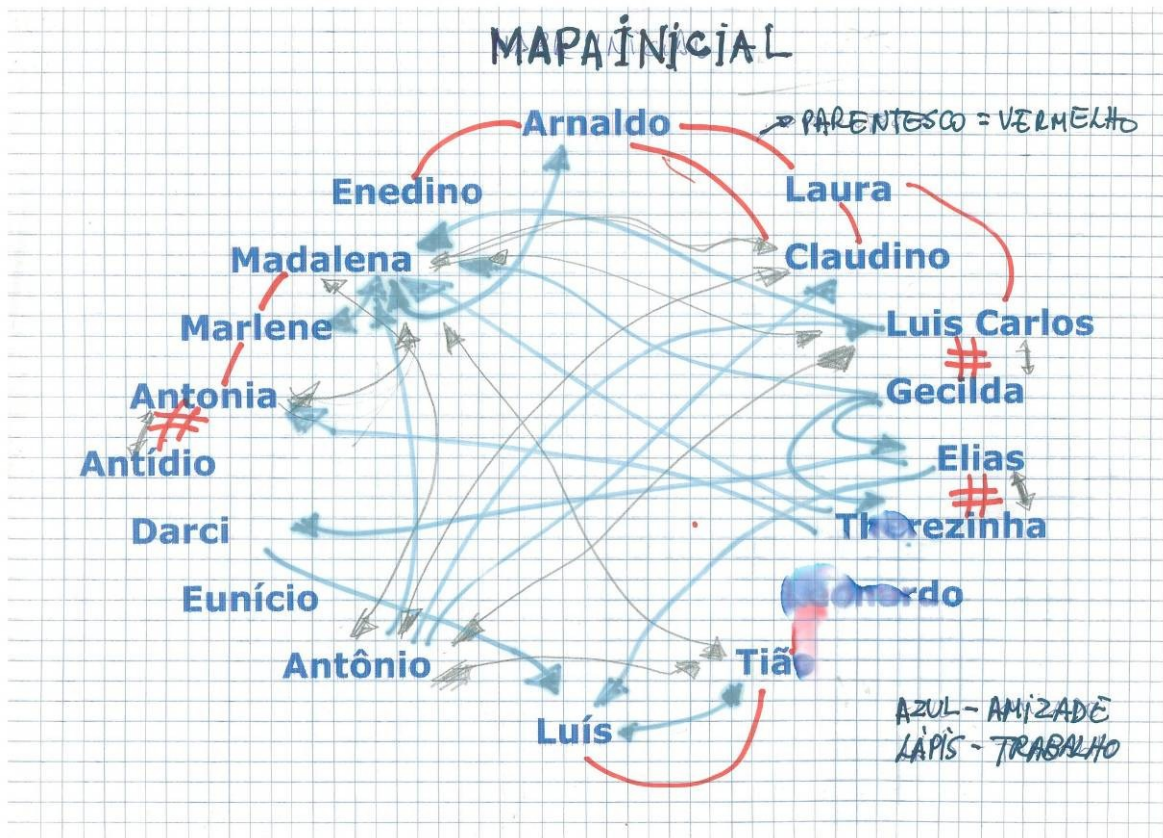 MAPA INICIAL
Arnaldo
→ PARENTESCO = VERMELHO
Enedino
Laura
Madalena
Claudino
Marlene
Luis Carlos
Antonia
Gecilda
Antídio
Elias
Darci
Therezinha
Eunício
Leonardo
Antônio
Tião
Luís
AZUL - AMIZADE
LÁPIS - TRABALHO